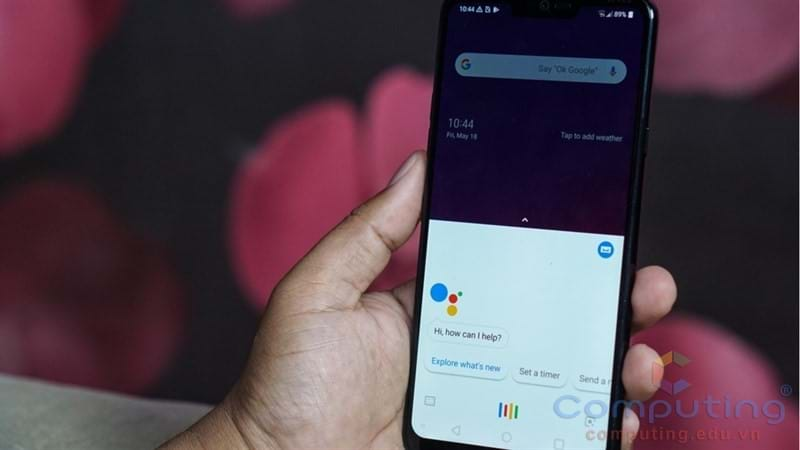 10:44
89%
Say "Ok Google"
10:44
Fri, May 18
Tap to add weather
Hi, how can I help?
Explore what's new
Set a timer
Send a
Computing®
computing.edu.vn